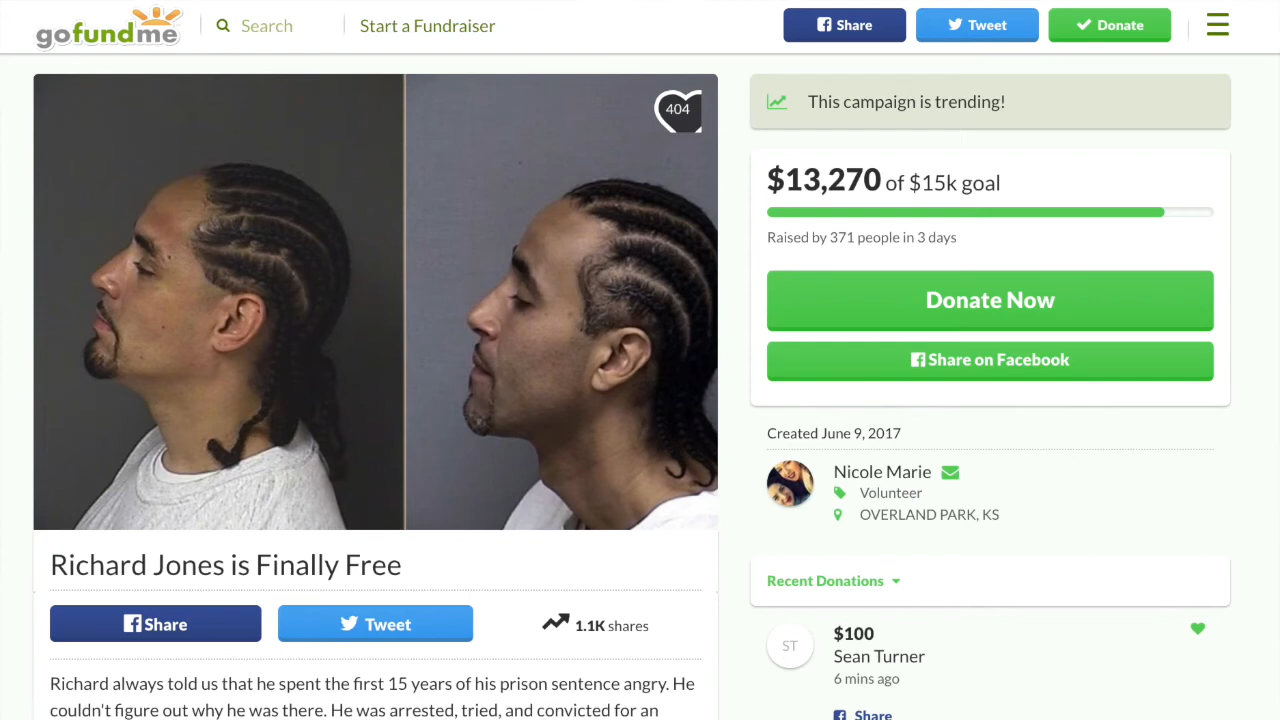 gofundme
Search
Start a Fundraiser
Share
Tweet
Donate
404
This campaign is trending!
$13,270 of $15k goal
Raised by 371 people in 3 days
Donate Now
Share on Facebook
Created June 9, 2017
Nicole Marie
Volunteer
OVERLAND PARK, KS
Richard Jones is Finally Free
Share
Tweet
1.1K shares
Richard always told us that he spent the first 15 years of his prison sentence angry. He
couldn't figure out why he was there. He was arrested, tried, and convicted for an
Recent Donations
ST
$100
Sean Turner
6 mins ago
Share